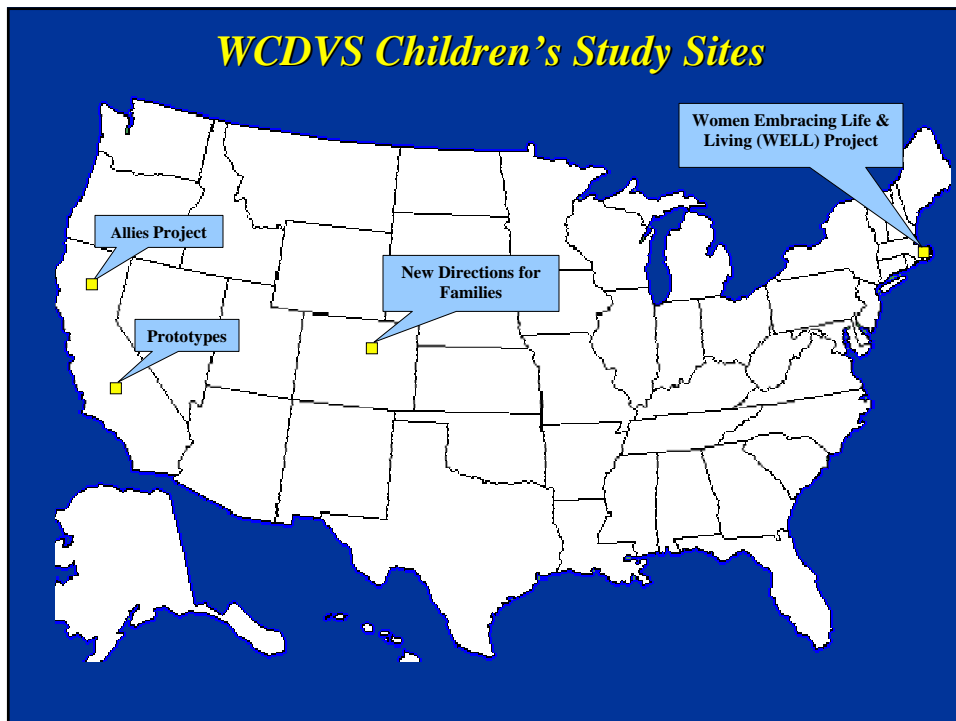 WCDVS Children's Study Sites
Women Embracing Life &
Living (WELL) Project
Allies Project
New Directions for
Families
Prototypes